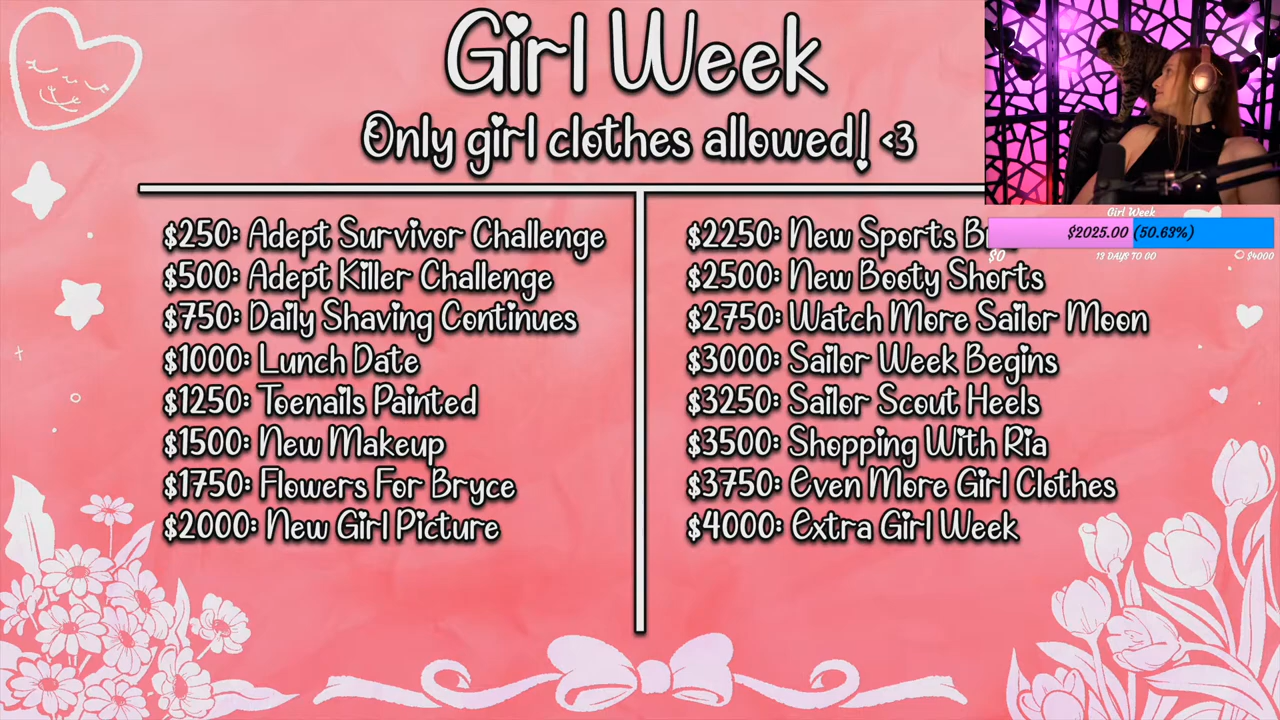 Girl Week
Only girl clothes allowed! <3
$250: Adept Survivor Challenge
$500: Adept Killer Challenge
$750: Daily Shaving Continues
$1000: Lunch Date
$1250: Toenails Painted
$1500: New Makeup
$1750: Flowers For Bryce
$2000: New Girl Picture
$2250: New Sports
$2500: New Booty Shorts
$2750: Watch More Sailor Moon
$3000: Sailor Week Begins
$3250: Sailor Scout Heels
$3500: Shopping With Ria
$3750: Even More Girl Clothes
$4000: Extra Girl Week
Girl Week
$2025.00 (50.63%)
$0 13 DAYS TO GO $4000